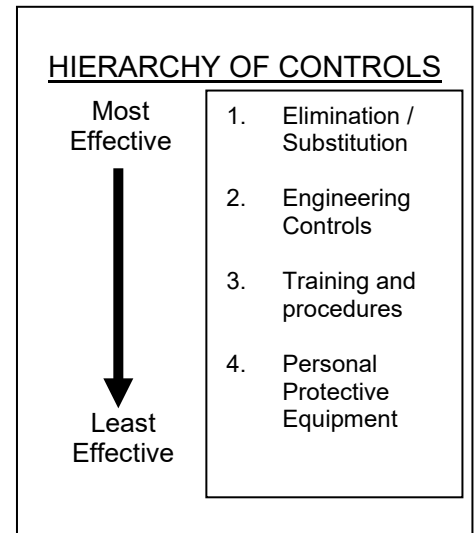 HIERARCHY OF CONTROLS
Most
Effective
Least
Effective
1. Elimination /
Substitution
2. Engineering
Controls
3. Training and
procedures
4. Personal
Protective
Equipment